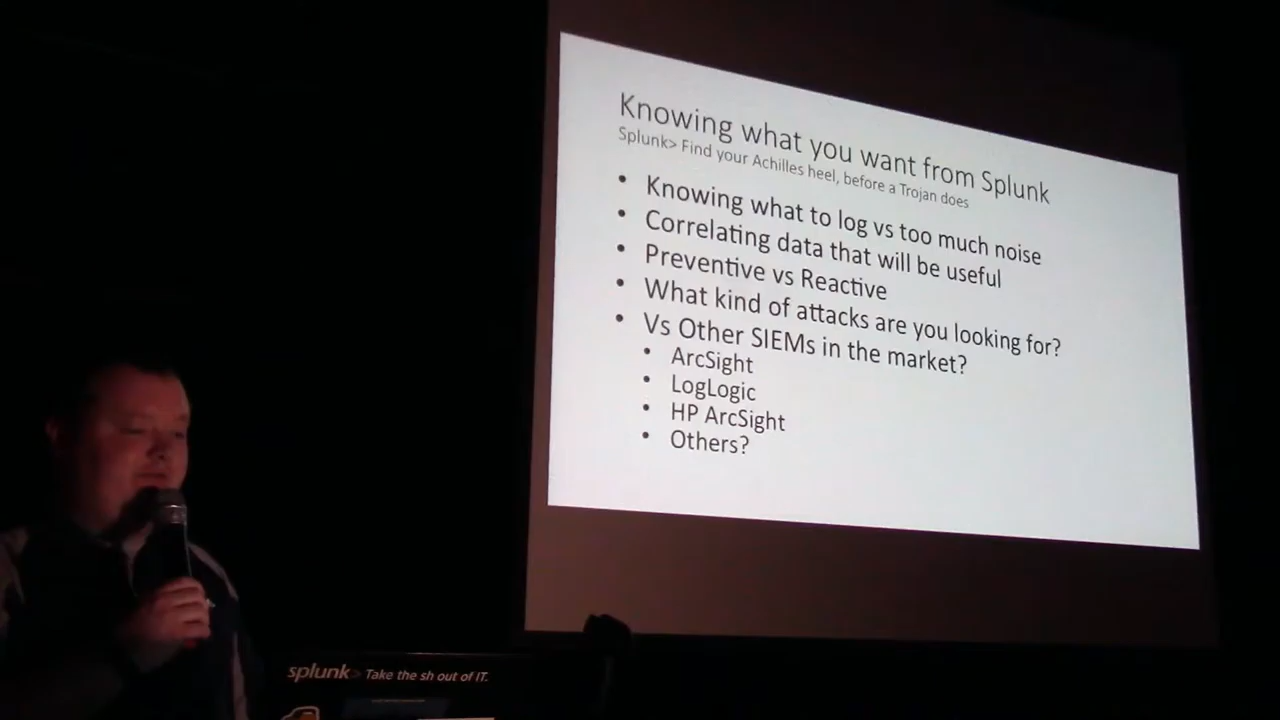 Knowing what you want from Splunk
Splunk> Find your Achilles heel, before a Trojan does
• Knowing what to log vs too much noise
• Correlating data that will be useful
• Preventive vs Reactive
• What kind of attacks are you looking for?
• Vs Other SIEMs in the market?
• ArcSight
• LogLogic
• HP ArcSight
• Others?
splunk> Take the sh out of IT.